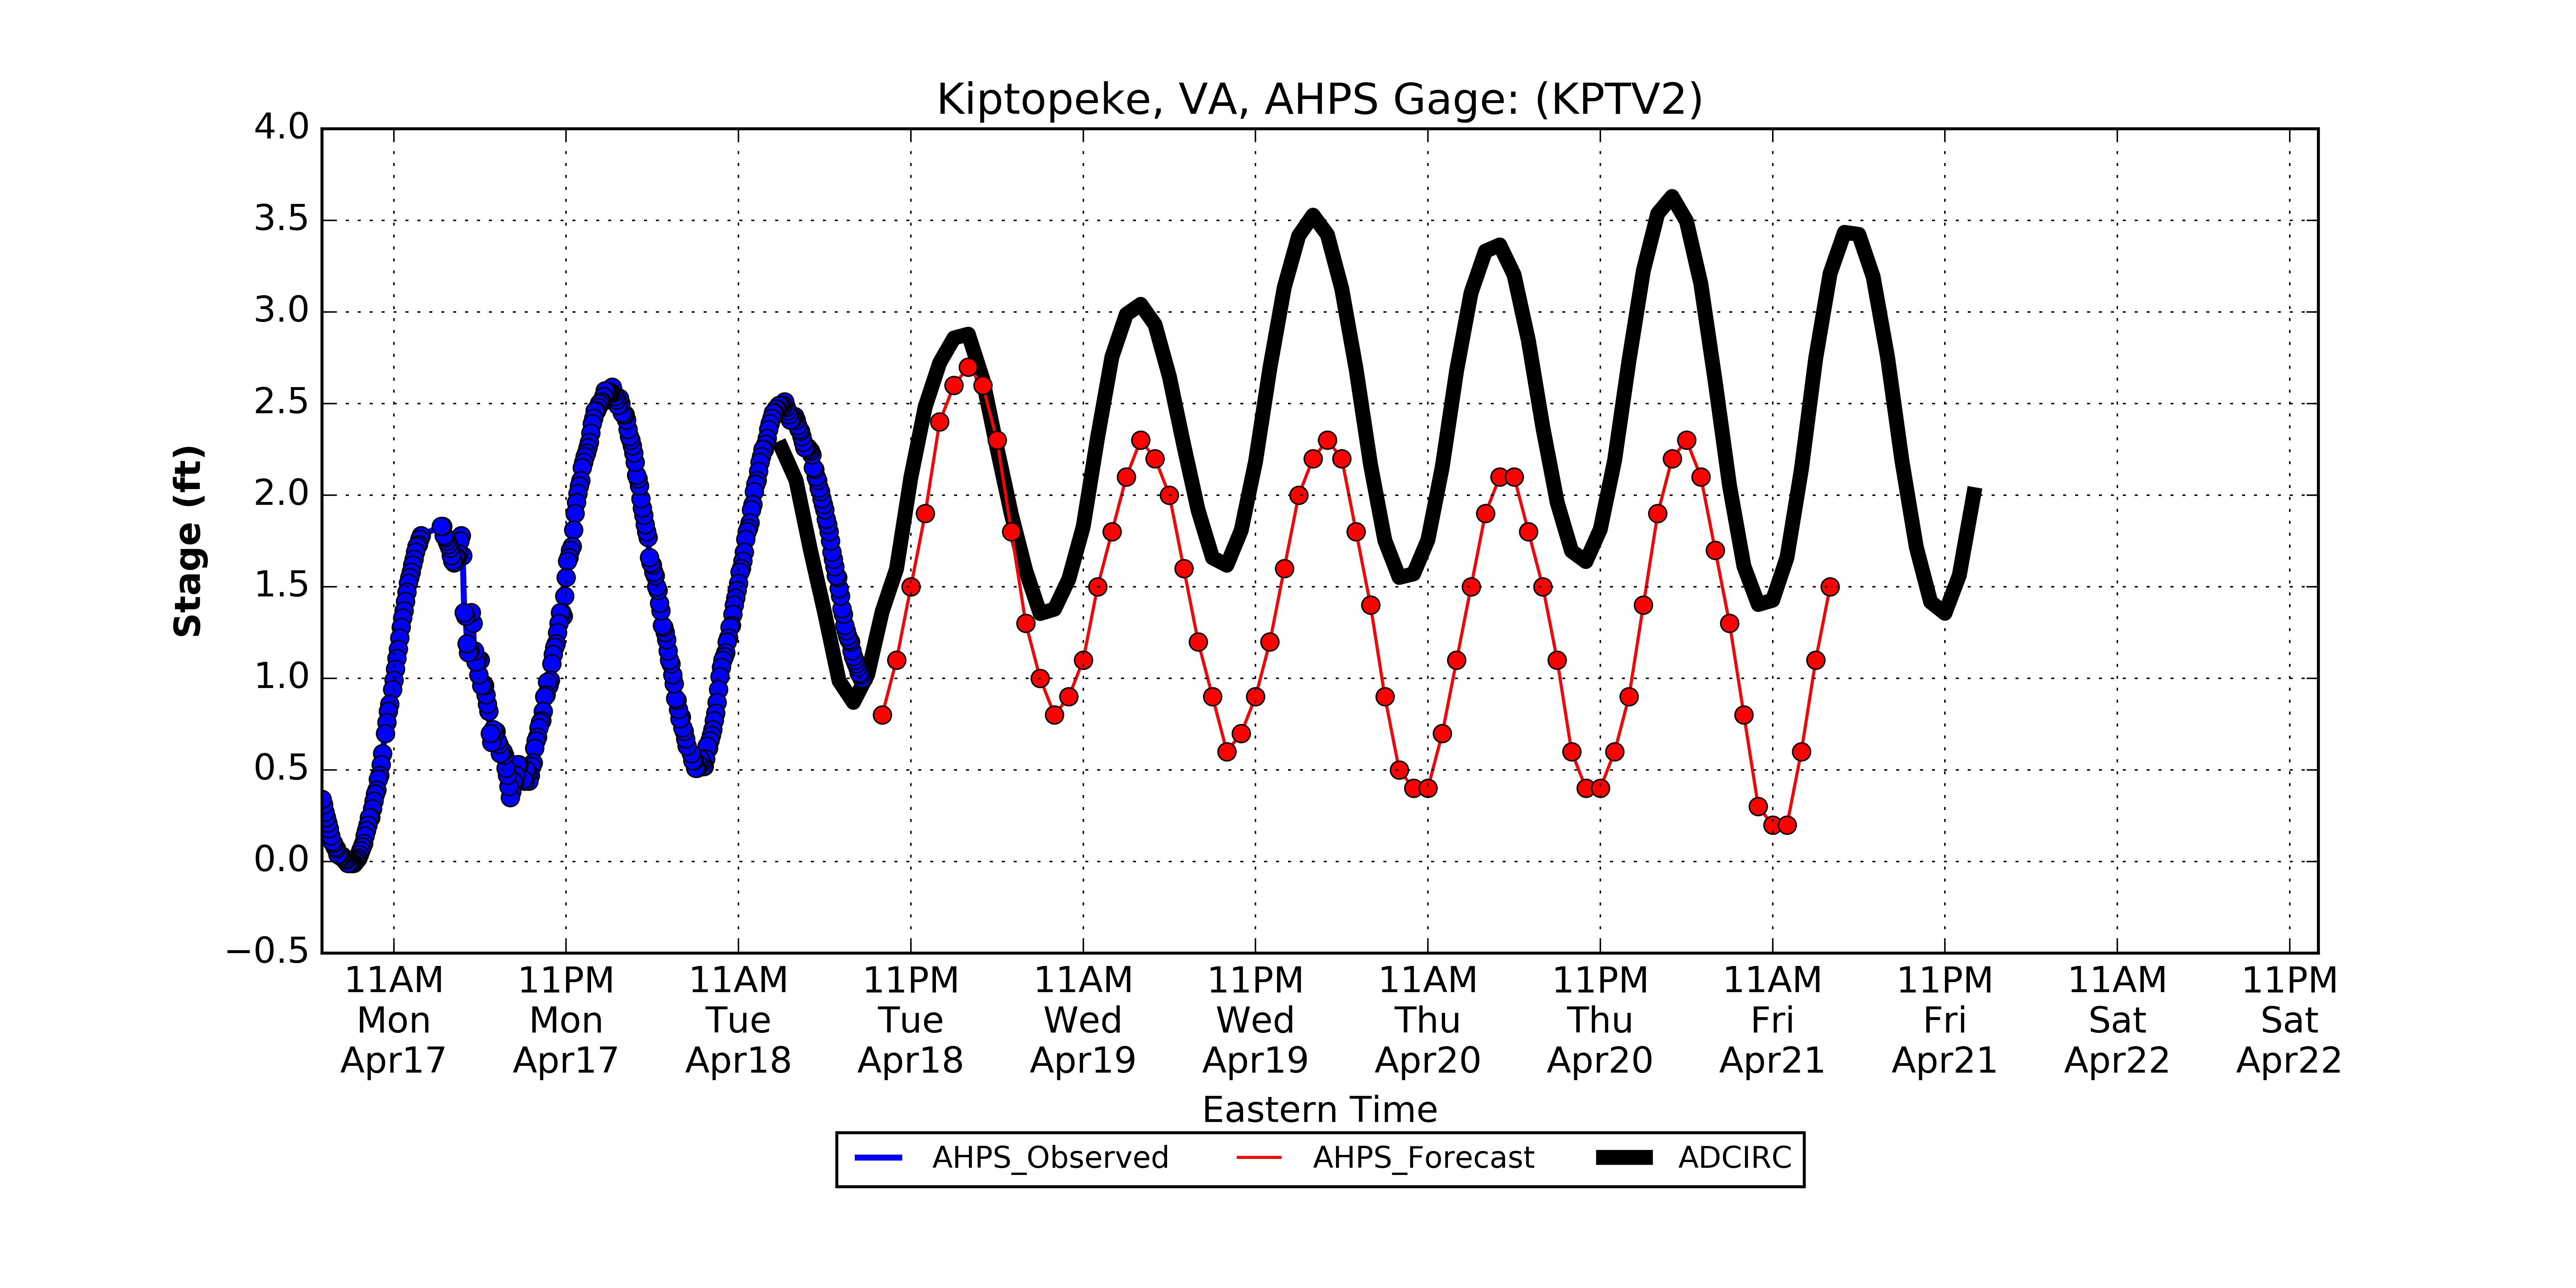 Kiptopeke, VA, AHPS Gage: (KPTV2)
4.0
3.5
3.0
2.5
2.0
1.5
1.0
0.5
0.0
−0.5
Stage (ft)
11AM 11PM 11AM 11PM 11AM 11PM 11AM 11PM 11AM 11PM 11AM 11PM
Mon Mon Tue Tue Wed Wed Thu Thu Fri Fri Sat Sat
Apr17 Apr17 Apr18 Apr18 Apr19 Apr19 Apr20 Apr20 Apr21 Apr21 Apr22 Apr22
Eastern Time
AHPS_Observed AHPS_Forecast ADCIRC